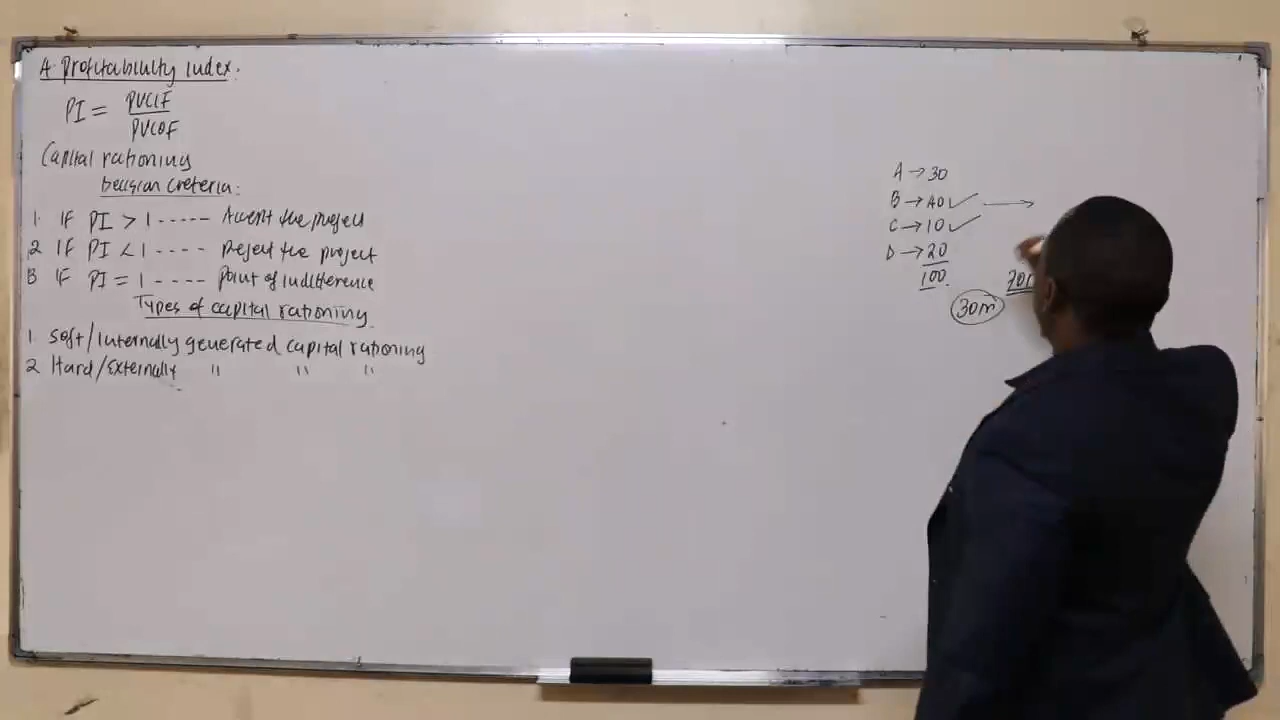 4. Profitability index.
PI = PVCIF
PVCOF
Capital rationing
Decision Creteria:
1. IF PI > 1 ----- Accept the project
2 IF PI < 1 ---- Reject the project
3 IF PI = 1 ---- Point of indifference
Types of capital rationing
1. Soft/Internally generated capital rationing
2. Hard/Externally " " "
A → 30
B → 40 ✓ →
C → 10 ✓
D → 20
100
30m